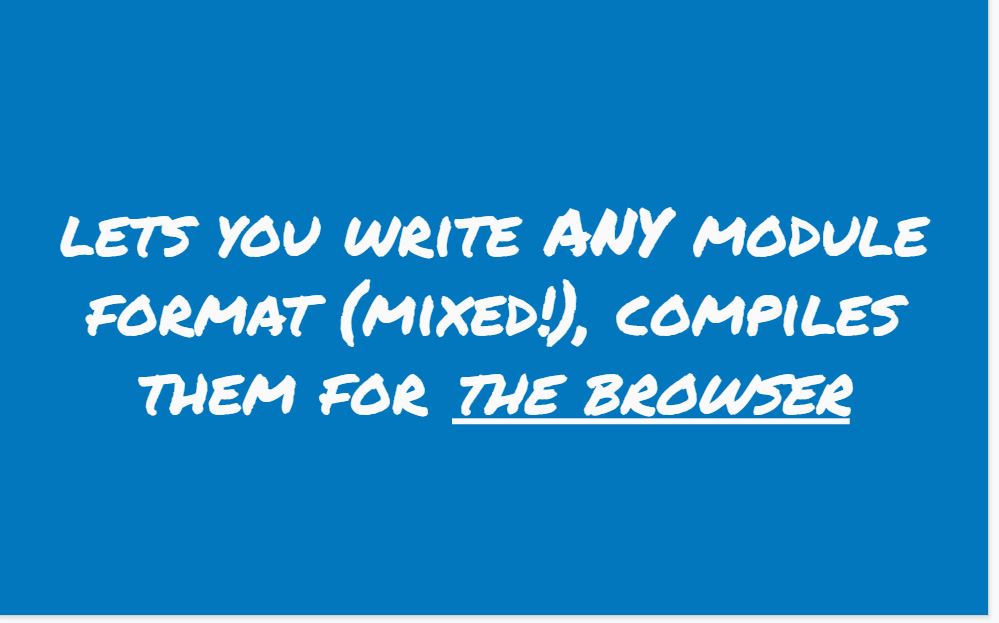 LETS YOU WRITE ANY MODULE
FORMAT (MIXED!), COMPILES
THEM FOR THE BROWSER